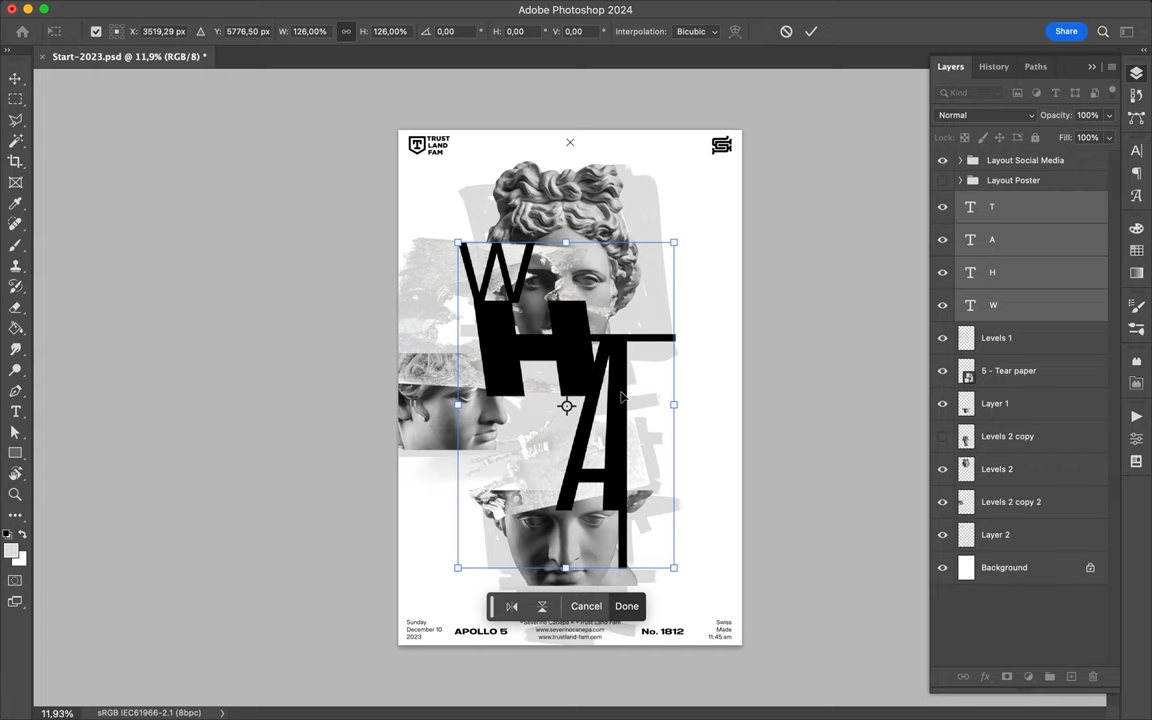 Adobe Photoshop 2024
X: 3519,29 px
Y: 5776,50 px
W: 126,00%
H: 126,00%
0,00 °
H: 0,00 °
V: 0,00 °
Interpolation: Bicubic
Share
Start-2023.psd @ 11,9% (RGB/8) *
Layers
History
Paths
Kind
Normal
Opacity: 100%
Lock:
Fill: 100%
Layout Social Media
Layout Poster
T
A
H
W
Levels 1
5 - Tear paper
Layer 1
Levels 2 copy
Levels 2
Levels 2 copy 2
Layer 2
Background
TRUST
LAND
FAM
W
H
A
T
Cancel
Done
Sunday
December 10
2023
APOLLO 5
www.severinocanepa.com
www.trustland-fam.com
No. 1812
Swiss
Made
11:45 am
11,93%
sRGB IEC61966-2.1 (8bpc)